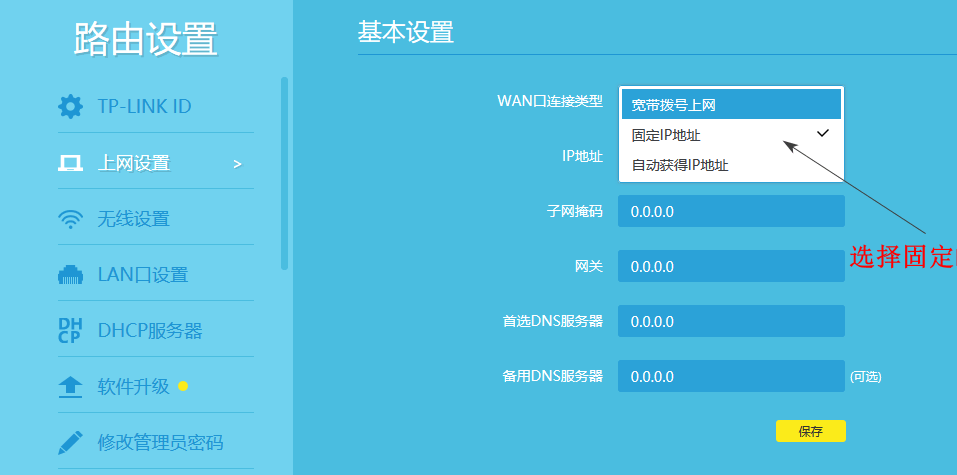 路由设置
TP-LINK ID
上网设置 >
无线设置
LAN口设置
DHCP DHCP服务器
软件升级
修改管理员密码
基本设置
WAN口连接类型
宽带拨号上网
固定IP地址
自动获得IP地址
IP地址
子网掩码 0.0.0.0
网关 0.0.0.0
选择固定
首选DNS服务器 0.0.0.0
备用DNS服务器 0.0.0.0 (可选)
保存